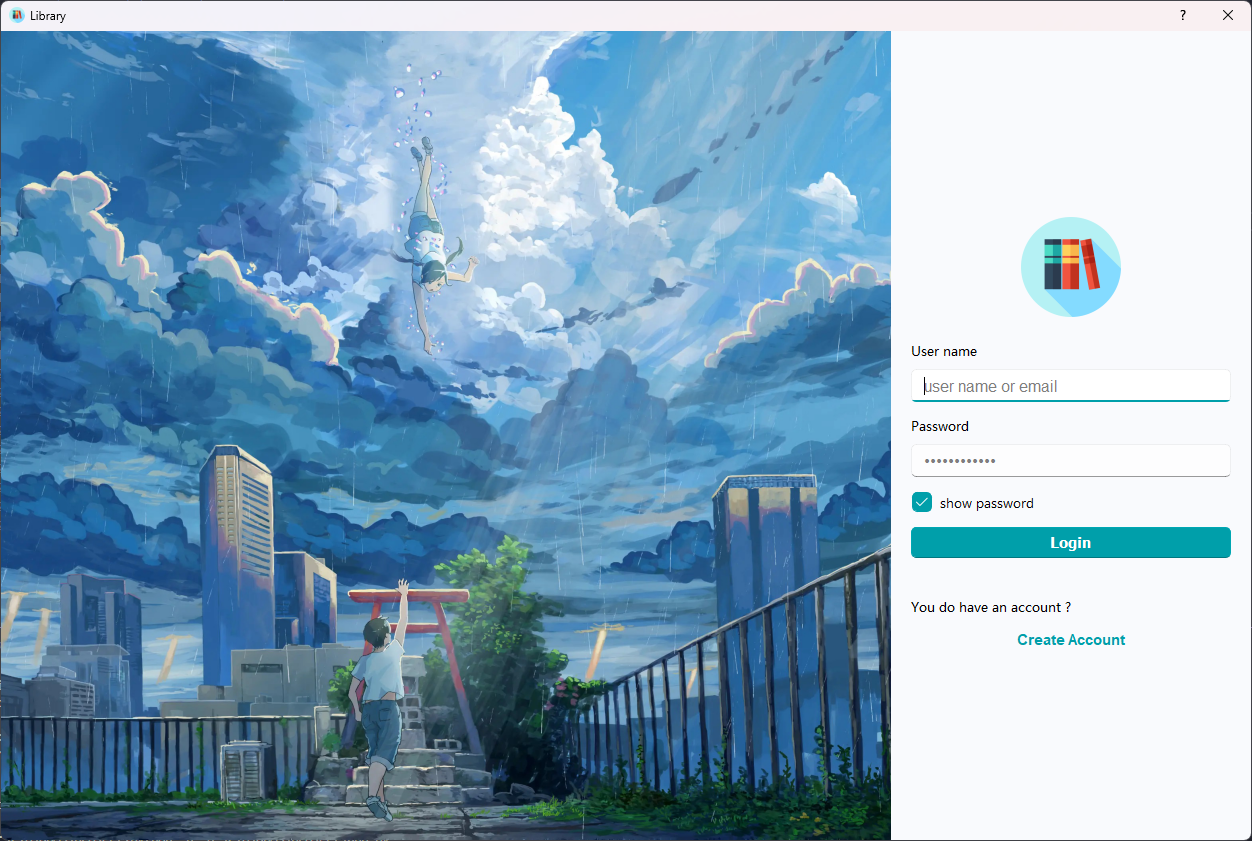 Library
User name
user name or email
Password
••••••••••••
show password
Login
You do have an account ?
Create Account